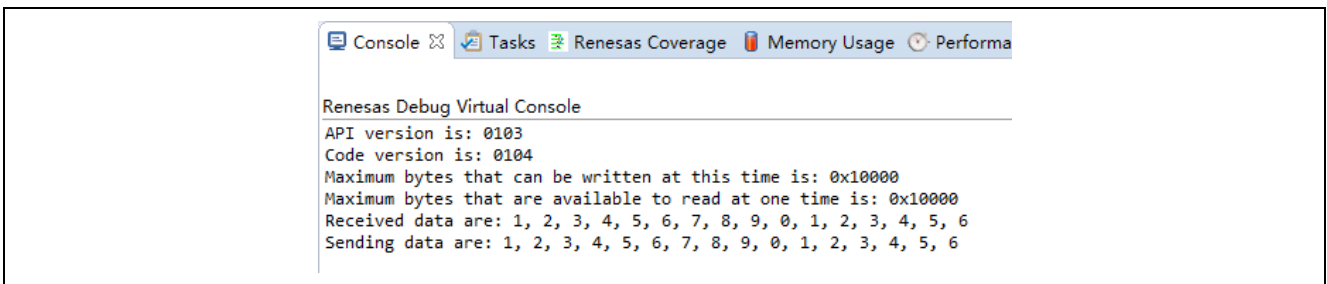 Console Tasks Renesas Coverage Memory Usage Performa
Renesas Debug Virtual Console
API version is: 0103
Code version is: 0104
Maximum bytes that can be written at this time is: 0x10000
Maximum bytes that are available to read at one time is: 0x10000
Received data are: 1, 2, 3, 4, 5, 6, 7, 8, 9, 0, 1, 2, 3, 4, 5, 6
Sending data are: 1, 2, 3, 4, 5, 6, 7, 8, 9, 0, 1, 2, 3, 4, 5, 6